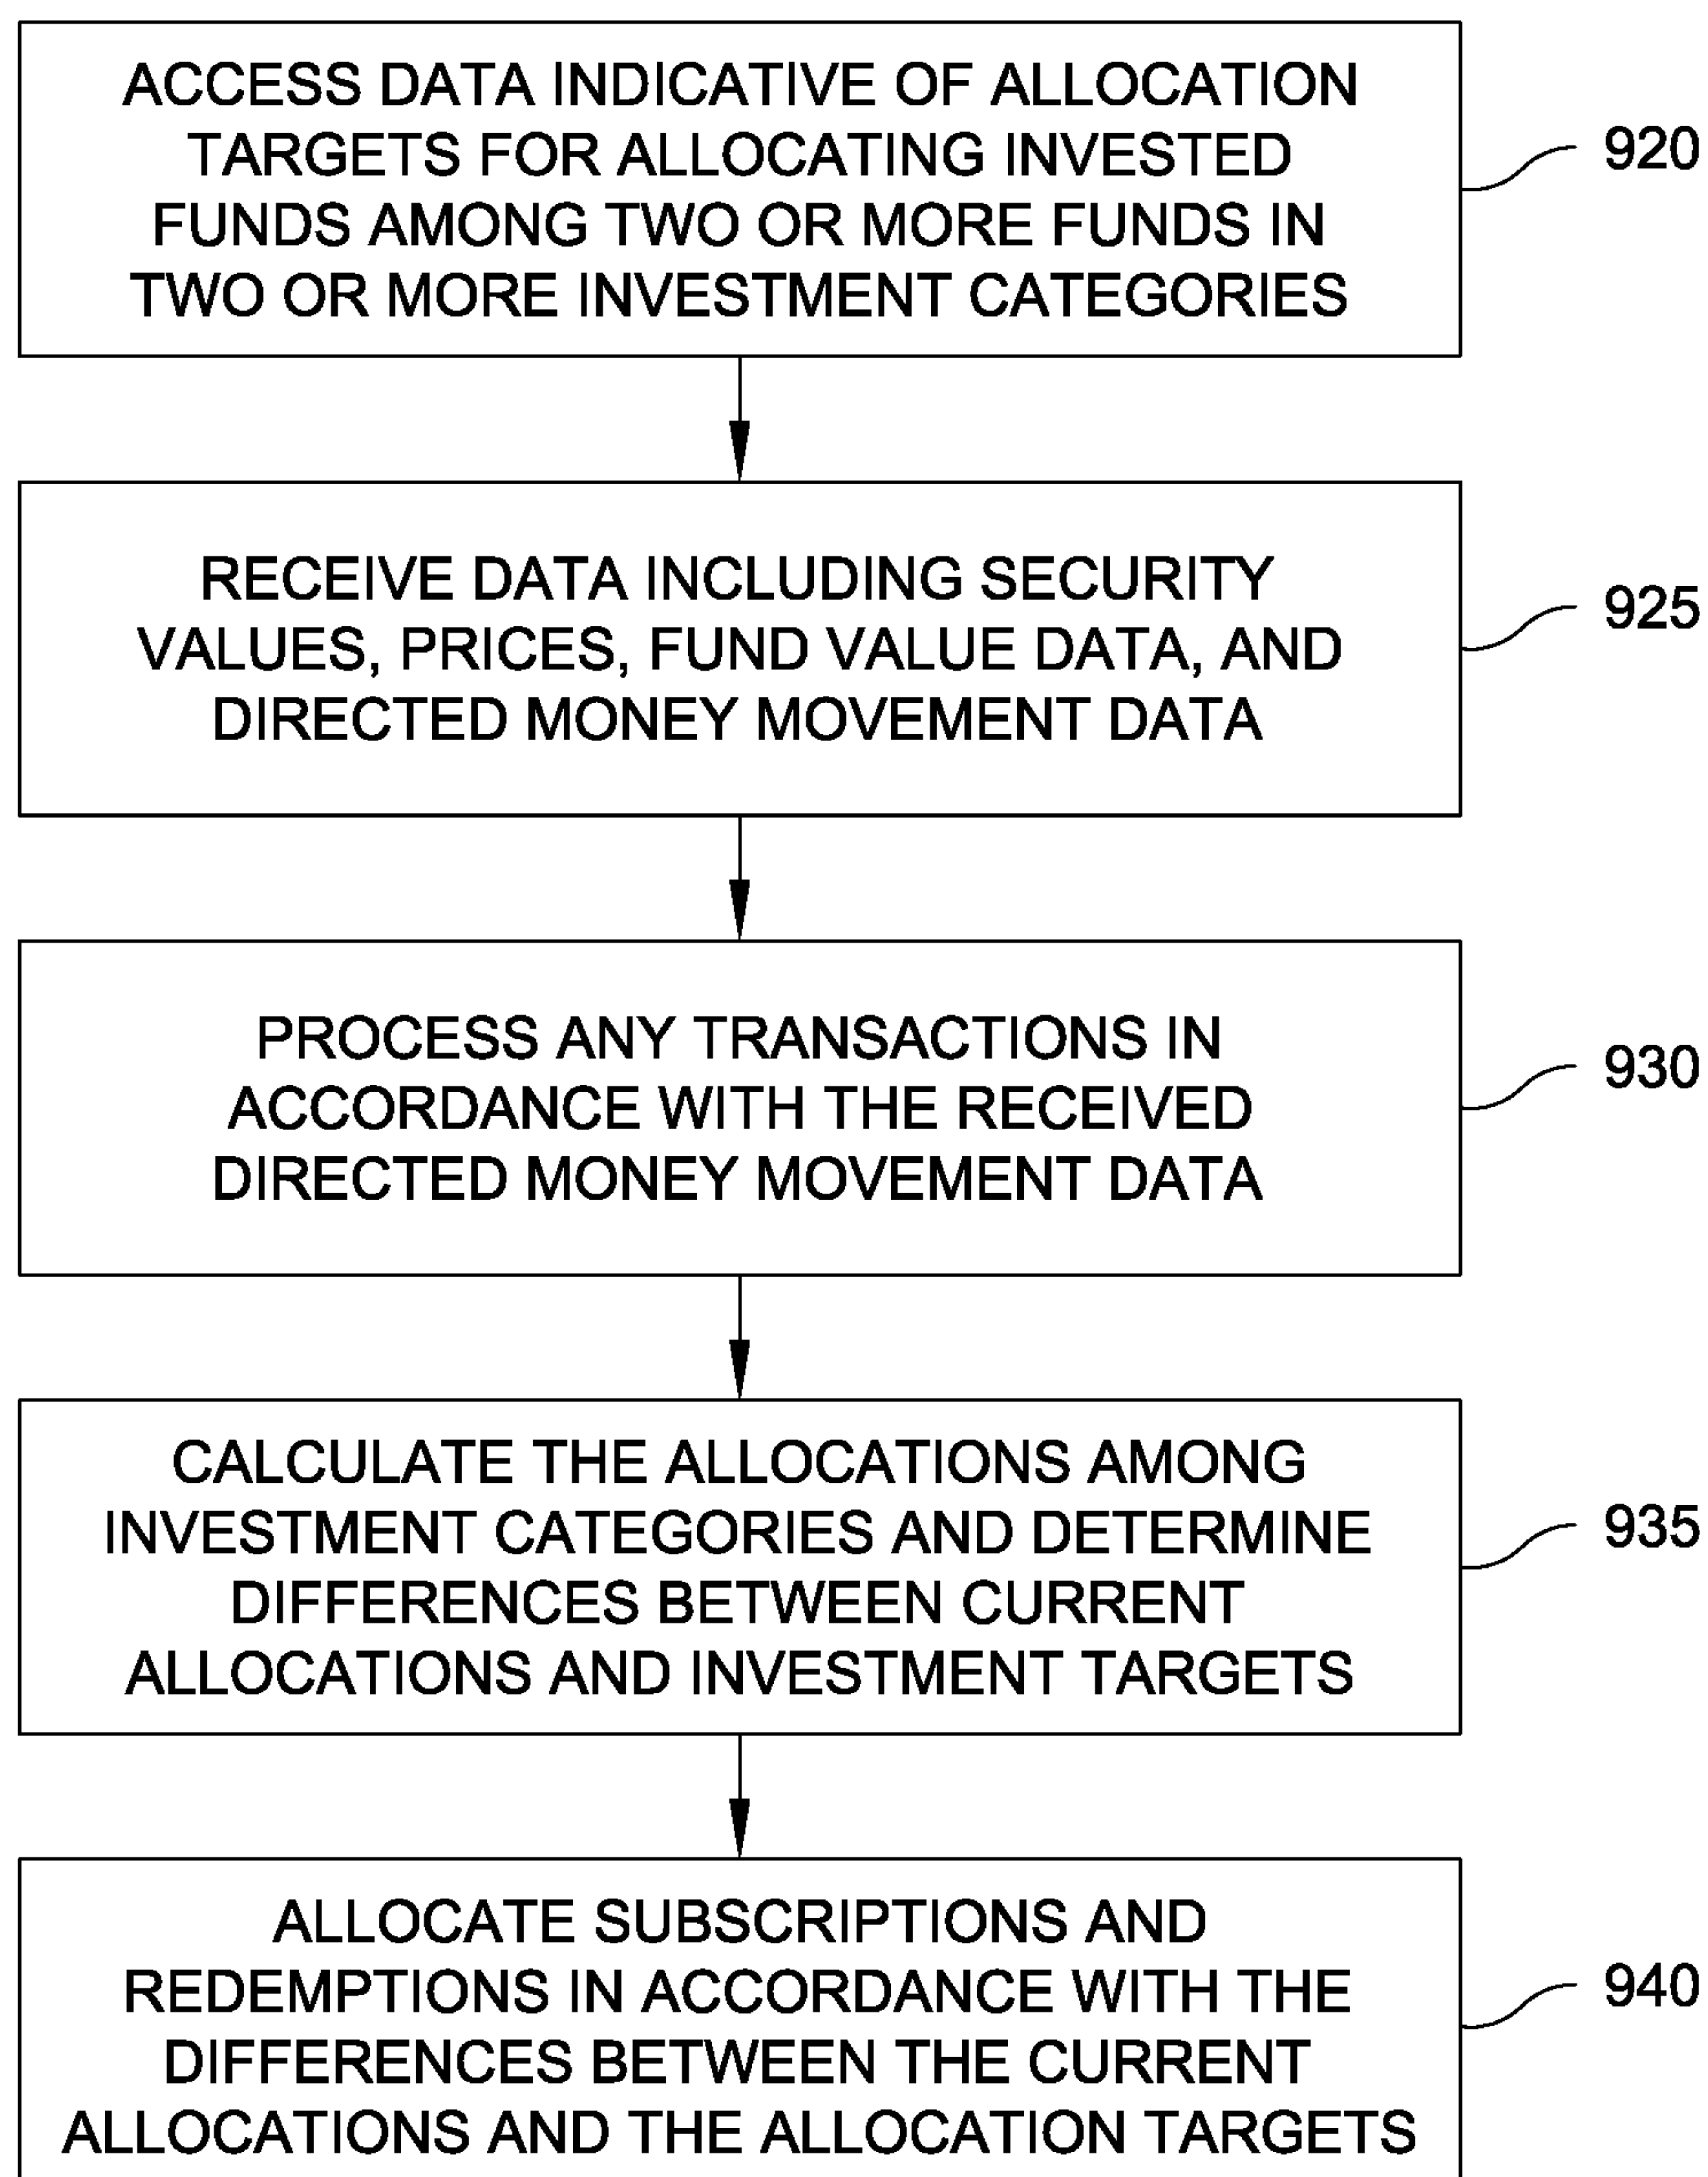 ACCESS DATA INDICATIVE OF ALLOCATION
TARGETS FOR ALLOCATING INVESTED
FUNDS AMONG TWO OR MORE FUNDS IN
TWO OR MORE INVESTMENT CATEGORIES
920
RECEIVE DATA INCLUDING SECURITY
VALUES, PRICES, FUND VALUE DATA, AND
DIRECTED MONEY MOVEMENT DATA
925
PROCESS ANY TRANSACTIONS IN
ACCORDANCE WITH THE RECEIVED
DIRECTED MONEY MOVEMENT DATA
930
CALCULATE THE ALLOCATIONS AMONG
INVESTMENT CATEGORIES AND DETERMINE
DIFFERENCES BETWEEN CURRENT
ALLOCATIONS AND INVESTMENT TARGETS
935
ALLOCATE SUBSCRIPTIONS AND
REDEMPTIONS IN ACCORDANCE WITH THE
DIFFERENCES BETWEEN THE CURRENT
ALLOCATIONS AND THE ALLOCATION TARGETS
940